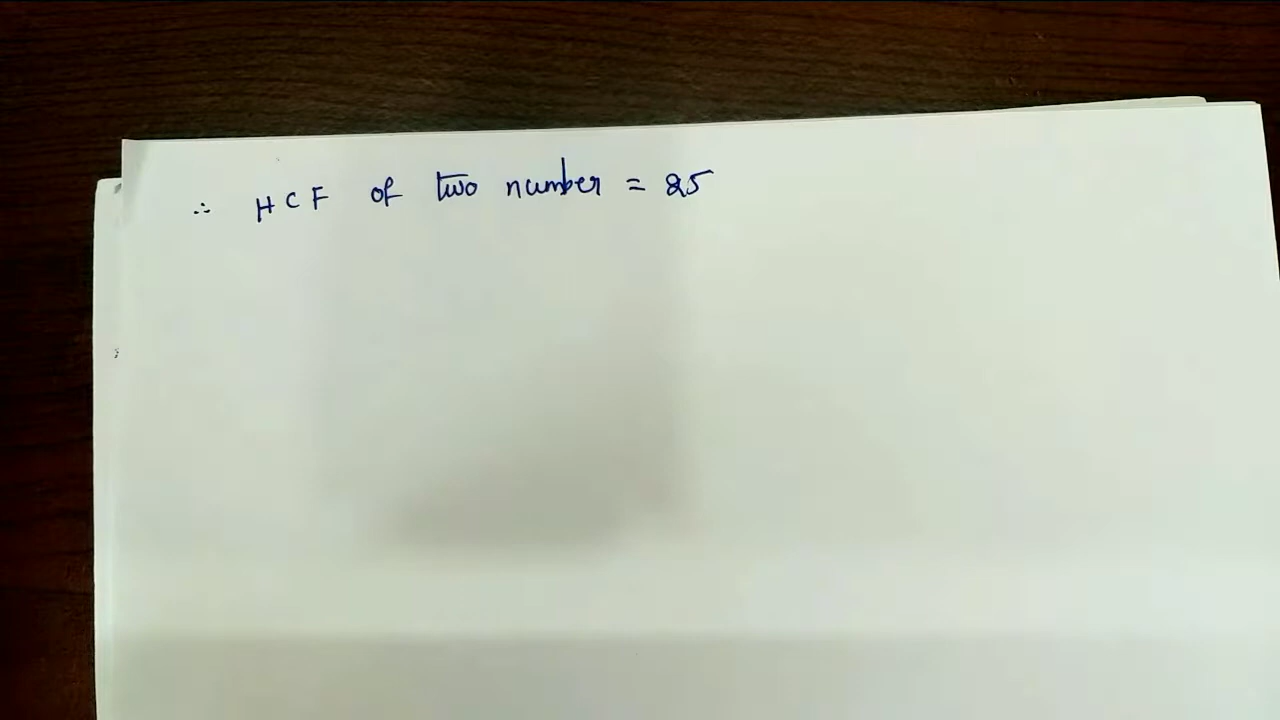 ∴ HCF of two number = 25